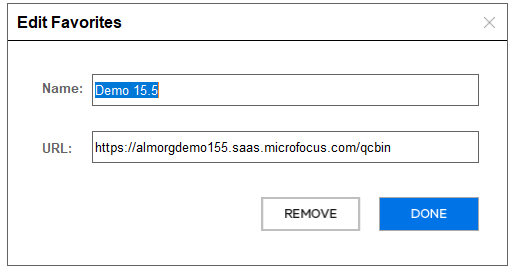 Edit Favorites
Name: Demo 15.5
URL: https://almorgdemo155.saas.microfocus.com/qcbin
REMOVE DONE